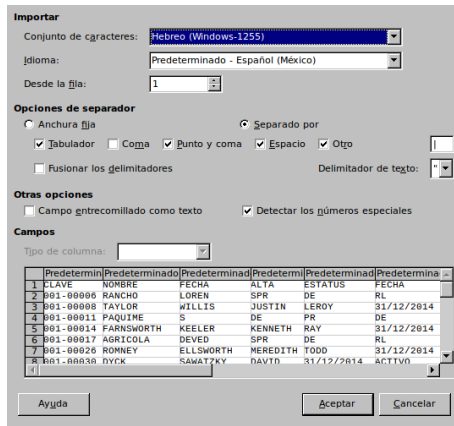 Importar
Conjunto de caracteres: Hebreo (Windows-1255)
Idioma: Predeterminado - Español (México)
Desde la fila: 1
Opciones de separador
Anchura fija Separado por
Tabulador Coma Punto y coma Espacio Otro |
Fusionar los delimitadores Delimitador de texto: "
Otras opciones
Campo entrecomillado como texto Detectar los números especiales
Campos
Tipo de columna:
Predetermin Predeterminado Predeterminad Predetermi Predeterminad Predetermina
1 CLAVE NOMBRE FECHA ALTA ESTATUS FECHA
2 001-00006 RANCHO LOREN SPR DE RL
3 001-00008 TAYLOR WILLIS JUSTIN LEROY 31/12/2014
4 001-00011 PAQUIME S DE PR DE
5 001-00014 FARNSWORTH KEELER KENNETH RAY 31/12/2014
6 001-00017 AGRICOLA DEVED SPR DE RL
7 001-00026 ROMNEY ELLSWORTH MEREDITH TODD 31/12/2014
8 001-00030 DYCK SAWATZKY DAVID 31/12/2014 ACTIVO
Ayuda Aceptar Cancelar